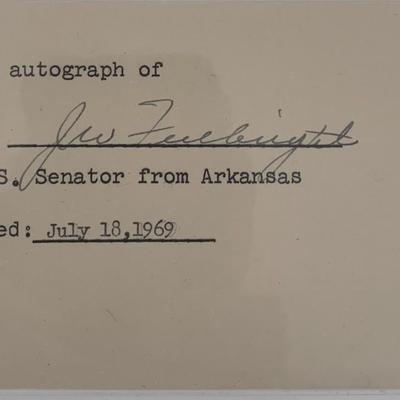 autograph of
JW Fulbright
S. Senator from Arkansas
ed: July 18,1969